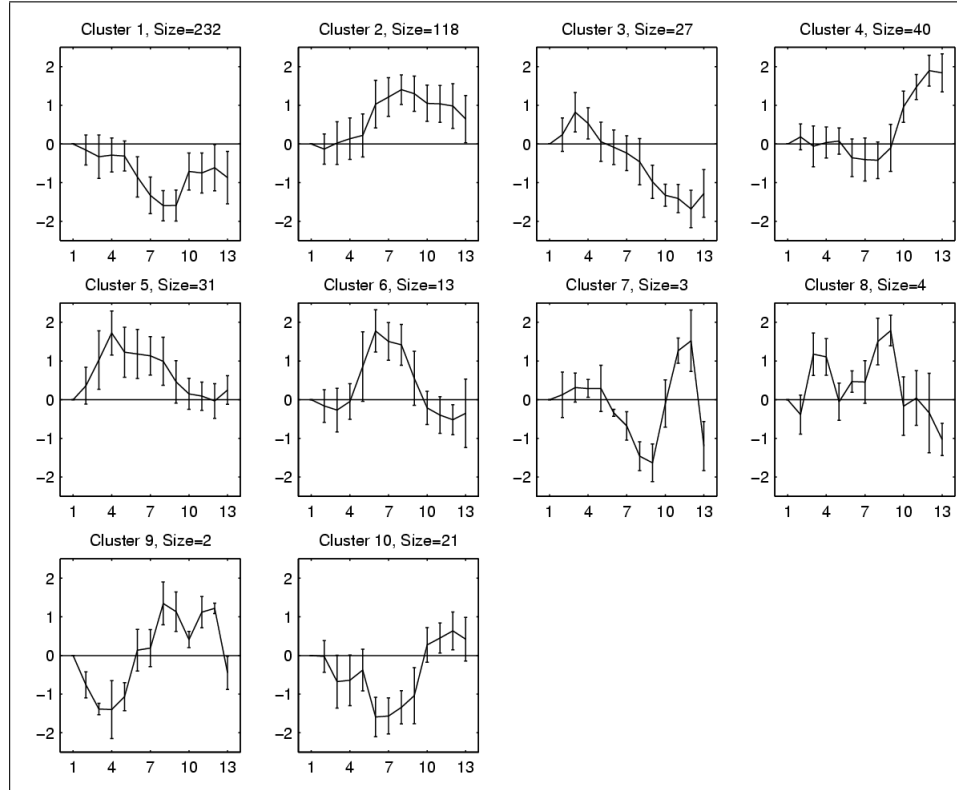 Cluster 1, Size=232
2
1
0
−1
−2
1 4 7 10 13
Cluster 2, Size=118
2
1
0
−1
−2
1 4 7 10 13
Cluster 3, Size=27
2
1
0
−1
−2
1 4 7 10 13
Cluster 4, Size=40
2
1
0
−1
−2
1 4 7 10 13
Cluster 5, Size=31
2
1
0
−1
−2
1 4 7 10 13
Cluster 6, Size=13
2
1
0
−1
−2
1 4 7 10 13
Cluster 7, Size=3
2
1
0
−1
−2
1 4 7 10 13
Cluster 8, Size=4
2
1
0
−1
−2
1 4 7 10 13
Cluster 9, Size=2
2
1
0
−1
−2
1 4 7 10 13
Cluster 10, Size=21
2
1
0
−1
−2
1 4 7 10 13